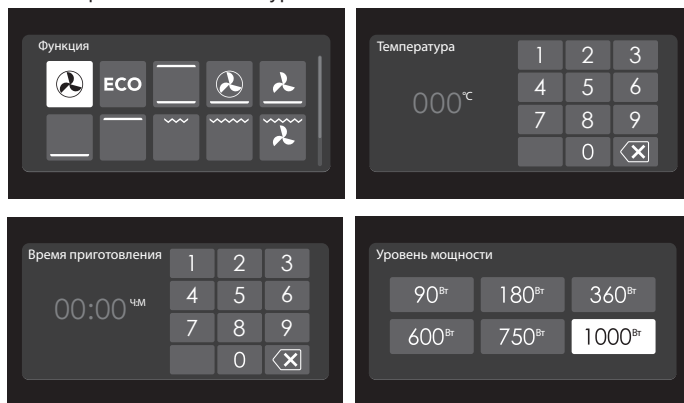 Функция
ECO
Температура
000°C
1 2 3
4 5 6
7 8 9
0
Время приготовления
00:00 Ч:М
1 2 3
4 5 6
7 8 9
0
Уровень мощности
90Вт 180Вт 360Вт
600Вт 750Вт 1000Вт